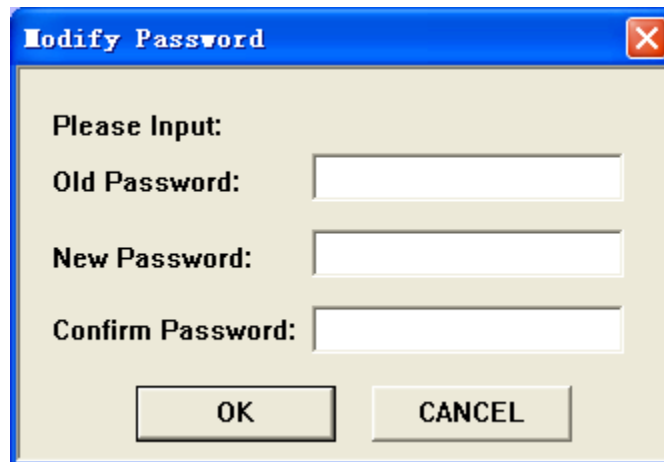 Modify Password
Please Input:
Old Password:
New Password:
Confirm Password:
OK CANCEL